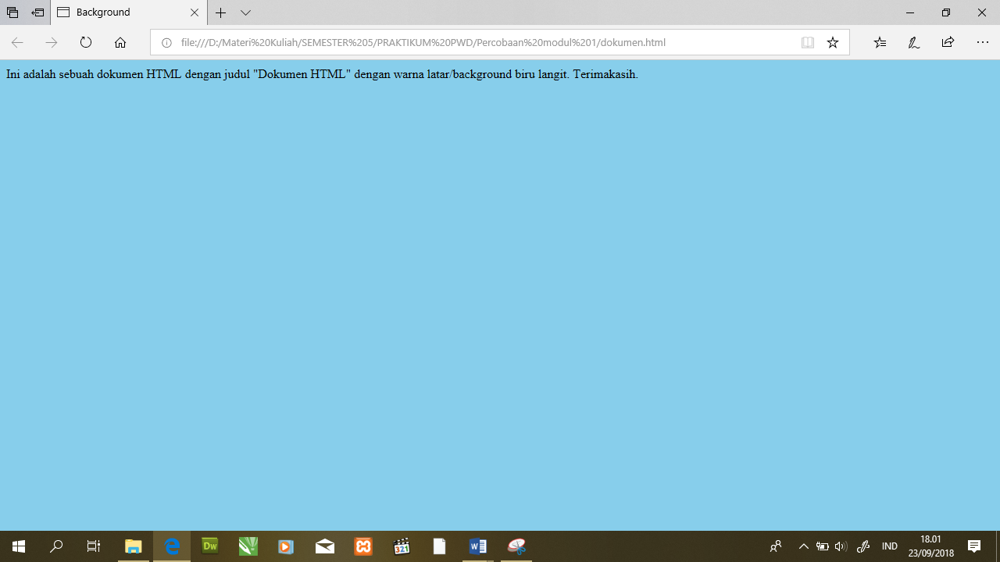 Background
file:///D:/Materi%20Kuliah/SEMESTER%205/PRAKTIKUM%20PWD/Percobaan%20modul%201/dokumen.html
Ini adalah sebuah dokumen HTML dengan judul "Dokumen HTML" dengan warna latar/background biru langit. Terimakasih.
Dw
321
IND
18.01
23/09/2018